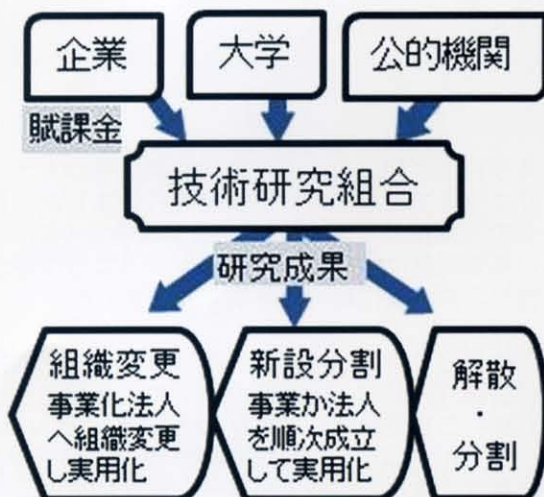 企業
大学
公的機関
賦課金
技術研究組合
研究成果
組織変更
事業化法人
へ組織変更
し実用化
新設分割
事業か法人
を順次成立
して実用化
解散
・
分割